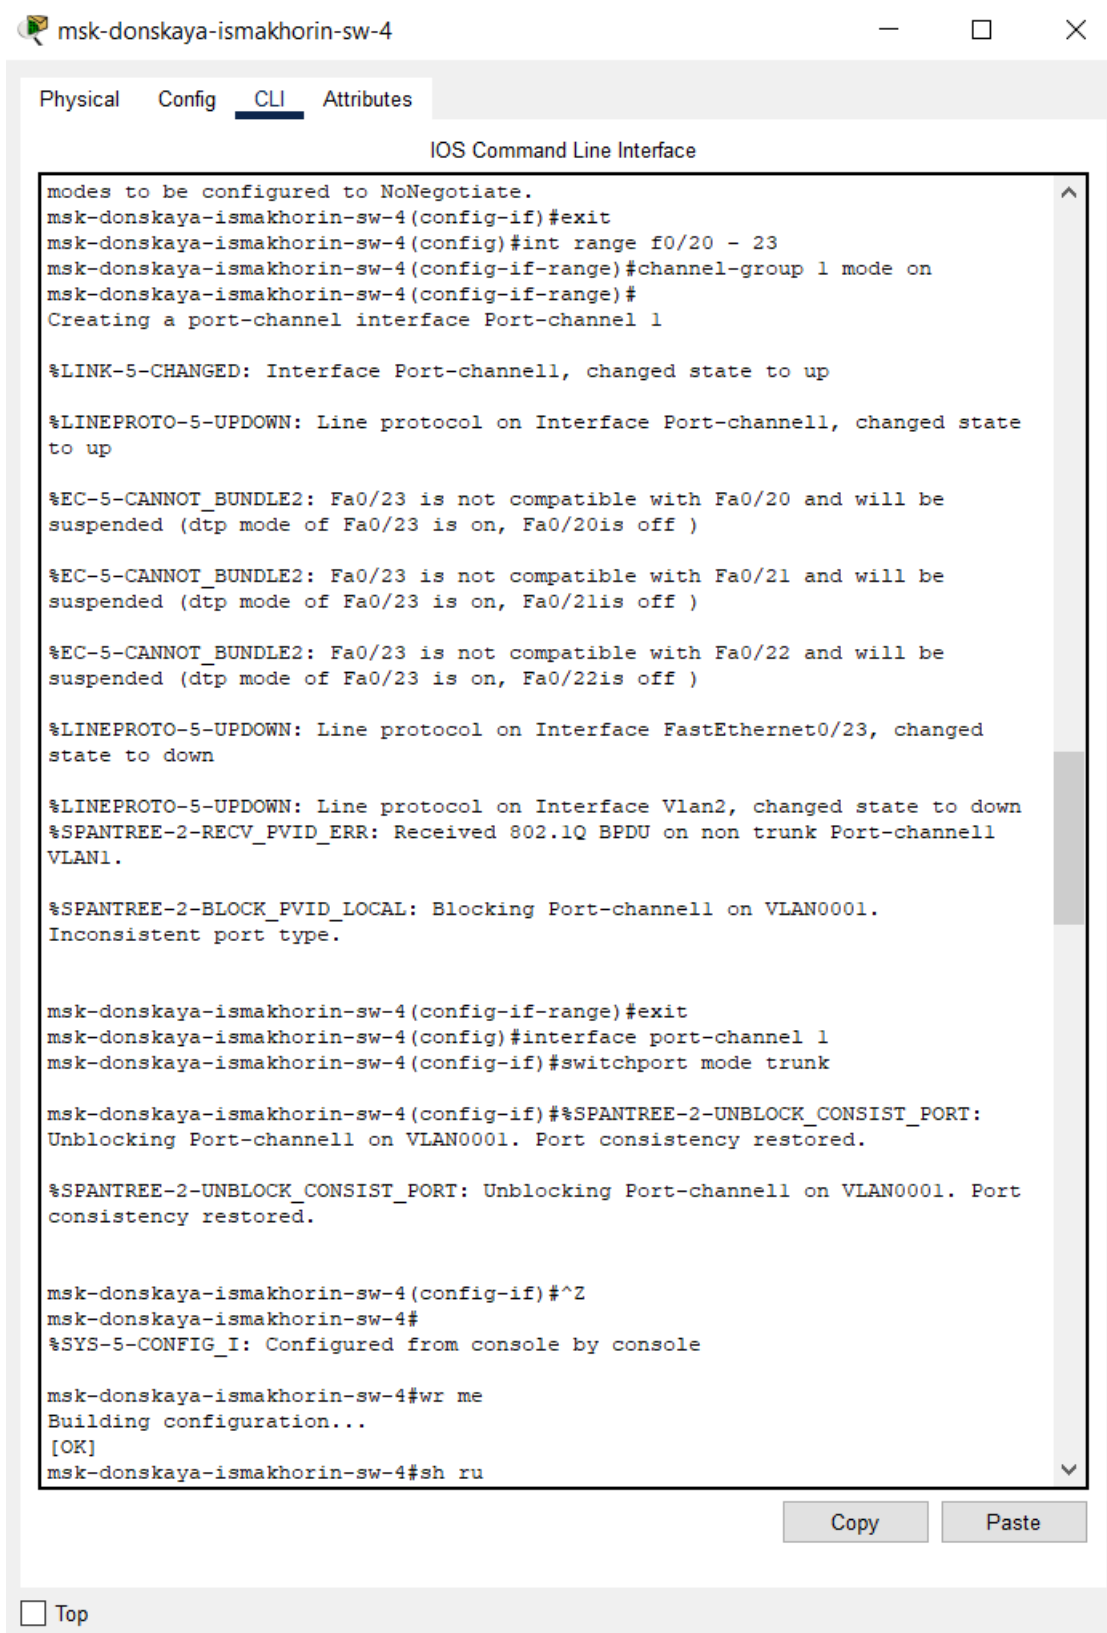 msk-donskaya-ismakhorin-sw-4
Physical Config CLI Attributes
IOS Command Line Interface
modes to be configured to NoNegotiate.
msk-donskaya-ismakhorin-sw-4(config-if)#exit
msk-donskaya-ismakhorin-sw-4(config)#int range f0/20 - 23
msk-donskaya-ismakhorin-sw-4(config-if-range)#channel-group 1 mode on
msk-donskaya-ismakhorin-sw-4(config-if-range)#
Creating a port-channel interface Port-channel 1
%LINK-5-CHANGED: Interface Port-channel1, changed state to up
%LINEPROTO-5-UPDOWN: Line protocol on Interface Port-channel1, changed state
to up
%EC-5-CANNOT_BUNDLE2: Fa0/23 is not compatible with Fa0/20 and will be
suspended (dtp mode of Fa0/23 is on, Fa0/20is off )
%EC-5-CANNOT_BUNDLE2: Fa0/23 is not compatible with Fa0/21 and will be
suspended (dtp mode of Fa0/23 is on, Fa0/21is off )
%EC-5-CANNOT_BUNDLE2: Fa0/23 is not compatible with Fa0/22 and will be
suspended (dtp mode of Fa0/23 is on, Fa0/22is off )
%LINEPROTO-5-UPDOWN: Line protocol on Interface FastEthernet0/23, changed
state to down
%LINEPROTO-5-UPDOWN: Line protocol on Interface Vlan2, changed state to down
%SPANTREE-2-RECV_PVID_ERR: Received 802.1Q BPDU on non trunk Port-channel1
VLAN1.
%SPANTREE-2-BLOCK_PVID_LOCAL: Blocking Port-channel1 on VLAN0001.
Inconsistent port type.
msk-donskaya-ismakhorin-sw-4(config-if-range)#exit
msk-donskaya-ismakhorin-sw-4(config)#interface port-channel 1
msk-donskaya-ismakhorin-sw-4(config-if)#switchport mode trunk
msk-donskaya-ismakhorin-sw-4(config-if)#%SPANTREE-2-UNBLOCK_CONSIST_PORT:
Unblocking Port-channel1 on VLAN0001. Port consistency restored.
%SPANTREE-2-UNBLOCK_CONSIST_PORT: Unblocking Port-channel1 on VLAN0001. Port
consistency restored.
msk-donskaya-ismakhorin-sw-4(config-if)#^Z
msk-donskaya-ismakhorin-sw-4#
%SYS-5-CONFIG_I: Configured from console by console
msk-donskaya-ismakhorin-sw-4#wr me
Building configuration...
[OK]
msk-donskaya-ismakhorin-sw-4#sh ru
Copy Paste
Top